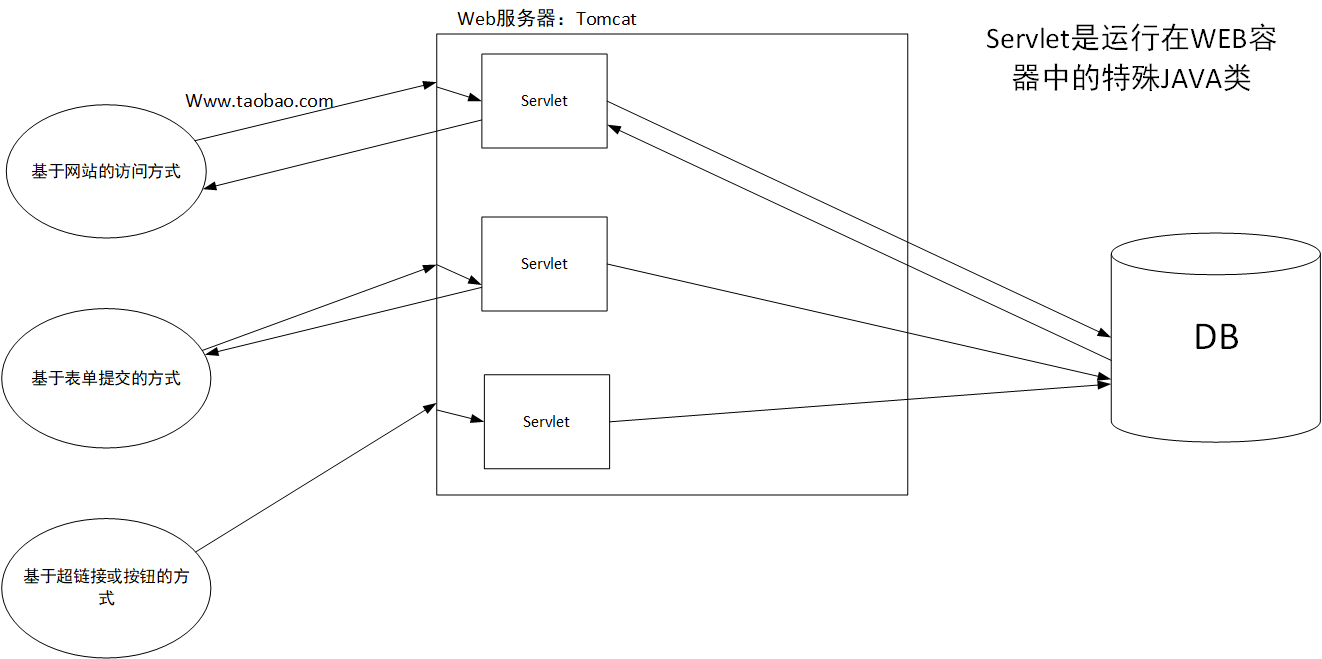 Web服务器：Tomcat
Servlet是运行在WEB容
器中的特殊JAVA类
Www.taobao.com
Servlet
基于网站的访问方式
Servlet
DB
基于表单提交的方式
Servlet
基于超链接或按钮的方
式